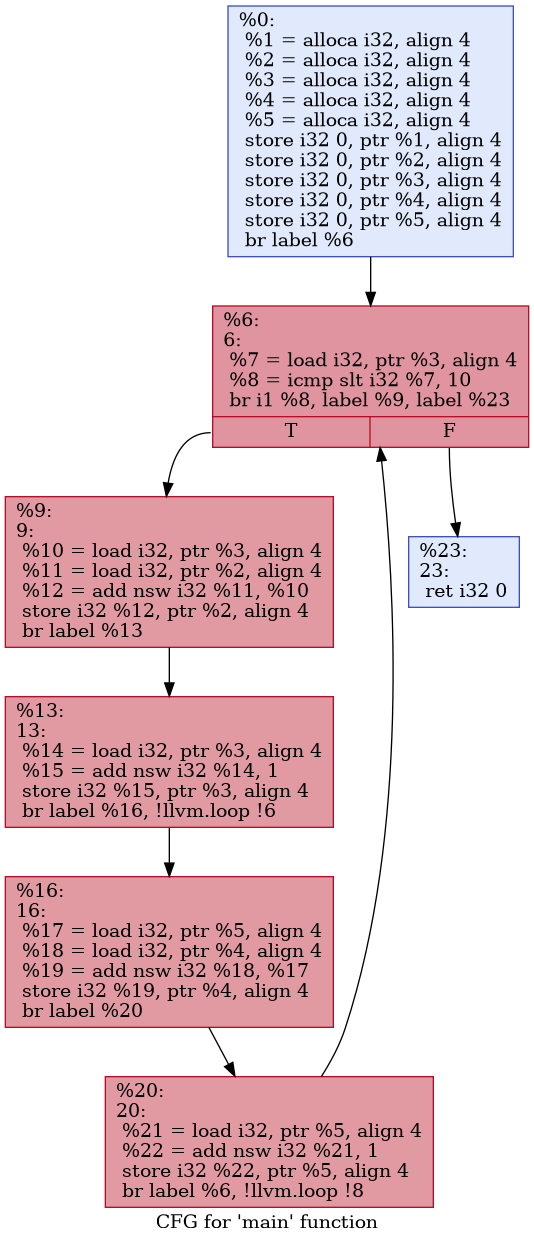 %0:
%1 = alloca i32, align 4
%2 = alloca i32, align 4
%3 = alloca i32, align 4
%4 = alloca i32, align 4
%5 = alloca i32, align 4
store i32 0, ptr %1, align 4
store i32 0, ptr %2, align 4
store i32 0, ptr %3, align 4
store i32 0, ptr %4, align 4
store i32 0, ptr %5, align 4
br label %6
%6:
6:
%7 = load i32, ptr %3, align 4
%8 = icmp slt i32 %7, 10
br i1 %8, label %9, label %23
T
F
%9:
9:
%10 = load i32, ptr %3, align 4
%11 = load i32, ptr %2, align 4
%12 = add nsw i32 %11, %10
store i32 %12, ptr %2, align 4
br label %13
%23:
23:
ret i32 0
%13:
13:
%14 = load i32, ptr %3, align 4
%15 = add nsw i32 %14, 1
store i32 %15, ptr %3, align 4
br label %16, !llvm.loop !6
%16:
16:
%17 = load i32, ptr %5, align 4
%18 = load i32, ptr %4, align 4
%19 = add nsw i32 %18, %17
store i32 %19, ptr %4, align 4
br label %20
%20:
20:
%21 = load i32, ptr %5, align 4
%22 = add nsw i32 %21, 1
store i32 %22, ptr %5, align 4
br label %6, !llvm.loop !8
CFG for 'main' function